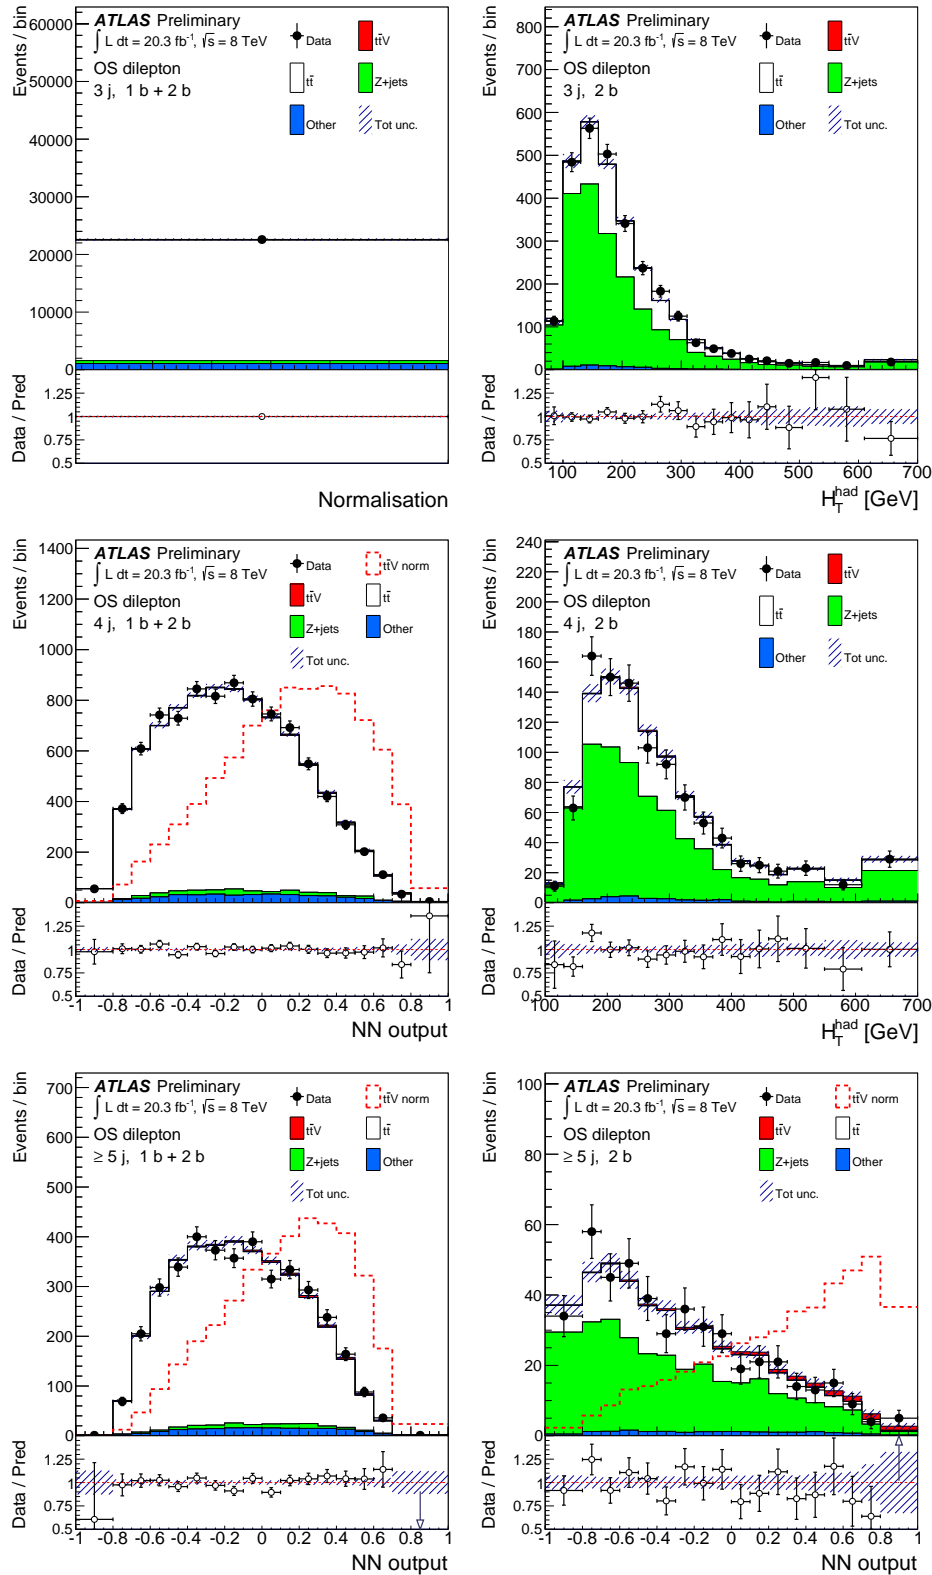 Events / bin
60000
50000
40000
30000
20000
10000
0
ATLAS Preliminary
∫ L dt = 20.3 fb⁻¹, √s = 8 TeV
OS dilepton
3 j, 1 b + 2 b
Data
tt̄V
tt̄
Z+jets
Other
Tot unc.
Data / Pred
1.25
1
0.75
0.5
Normalisation
Events / bin
800
700
600
500
400
300
200
100
0
ATLAS Preliminary
∫ L dt = 20.3 fb⁻¹, √s = 8 TeV
OS dilepton
3 j, 2 b
Data
tt̄V
tt̄
Z+jets
Other
Tot unc.
Data / Pred
1.25
1
0.75
0.5
100 200 300 400 500 600 700
H_T^had [GeV]
Events / bin
1400
1200
1000
800
600
400
200
0
ATLAS Preliminary
∫ L dt = 20.3 fb⁻¹, √s = 8 TeV
OS dilepton
4 j, 1 b + 2 b
Data
tt̄V norm
tt̄V
tt̄
Z+jets
Other
Tot unc.
Data / Pred
1.25
1
0.75
0.5
-1 -0.8 -0.6 -0.4 -0.2 0 0.2 0.4 0.6 0.8 1
NN output
Events / bin
240
220
200
180
160
140
120
100
80
60
40
20
0
ATLAS Preliminary
∫ L dt = 20.3 fb⁻¹, √s = 8 TeV
OS dilepton
4 j, 2 b
Data
tt̄V
tt̄
Z+jets
Other
Tot unc.
Data / Pred
1.25
1
0.75
0.5
100 200 300 400 500 600 700
H_T^had [GeV]
Events / bin
700
600
500
400
300
200
100
0
ATLAS Preliminary
∫ L dt = 20.3 fb⁻¹, √s = 8 TeV
OS dilepton
≥ 5 j, 1 b + 2 b
Data
tt̄V norm
tt̄V
tt̄
Z+jets
Other
Tot unc.
Data / Pred
1.25
1
0.75
0.5
-1 -0.8 -0.6 -0.4 -0.2 0 0.2 0.4 0.6 0.8 1
NN output
Events / bin
100
80
60
40
20
0
ATLAS Preliminary
∫ L dt = 20.3 fb⁻¹, √s = 8 TeV
OS dilepton
≥ 5 j, 2 b
Data
tt̄V norm
tt̄V
tt̄
Z+jets
Other
Tot unc.
Data / Pred
1.25
1
0.75
0.5
-1 -0.8 -0.6 -0.4 -0.2 0 0.2 0.4 0.6 0.8 1
NN output